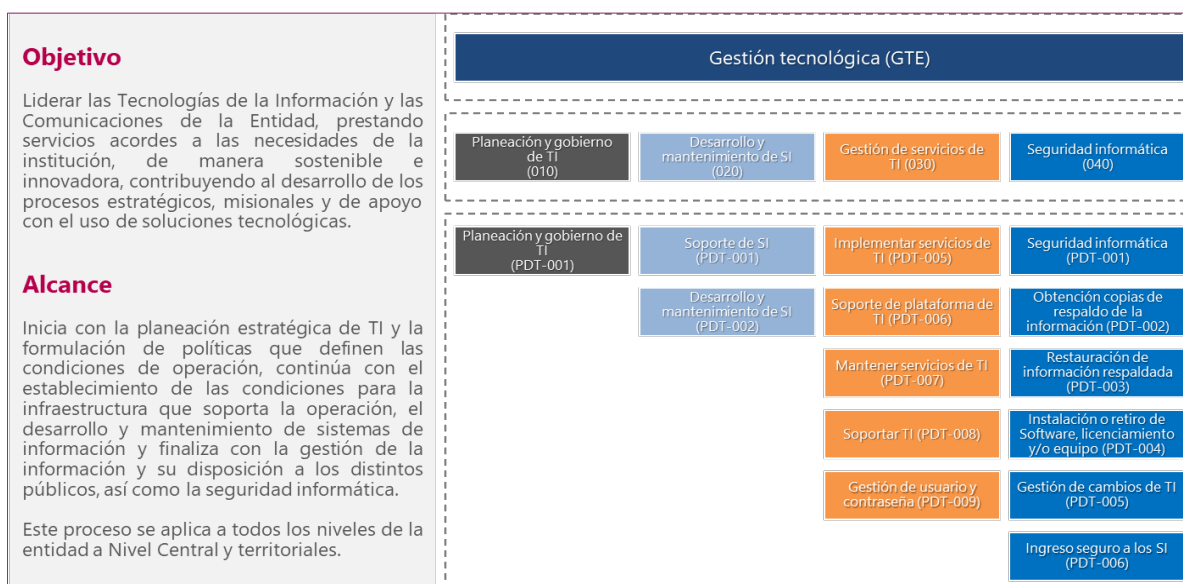 Objetivo
Liderar las Tecnologías de la Información y las
Comunicaciones de la Entidad, prestando
servicios acordes a las necesidades de la
institución, de manera sostenible e
innovadora, contribuyendo al desarrollo de los
procesos estratégicos, misionales y de apoyo
con el uso de soluciones tecnológicas.
Alcance
Inicia con la planeación estratégica de TI y la
formulación de políticas que definen las
condiciones de operación, continúa con el
establecimiento de las condiciones para la
infraestructura que soporta la operación, el
desarrollo y mantenimiento de sistemas de
información y finaliza con la gestión de la
información y su disposición a los distintos
públicos, así como la seguridad informática.
Este proceso se aplica a todos los niveles de la
entidad a Nivel Central y territoriales.
Gestión tecnológica (GTE)
Planeación y gobierno
de TI
(010)
Desarrollo y
mantenimiento de SI
(020)
Gestión de servicios de
TI (030)
Seguridad informática
(040)
Planeación y gobierno de
TI
(PDT-001)
Soporte de SI
(PDT-001)
Implementar servicios de
TI (PDT-005)
Seguridad informática
(PDT-001)
Desarrollo y
mantenimiento de SI
(PDT-002)
Soporte de plataforma de
TI (PDT-006)
Obtención copias de
respaldo de la
información (PDT-002)
Mantener servicios de TI
(PDT-007)
Restauración de
información respaldada
(PDT-003)
Soportar TI (PDT-008)
Instalación o retiro de
Software, licenciamiento
y/o equipo (PDT-004)
Gestión de usuario y
contraseña (PDT-009)
Gestión de cambios de TI
(PDT-005)
Ingreso seguro a los SI
(PDT-006)